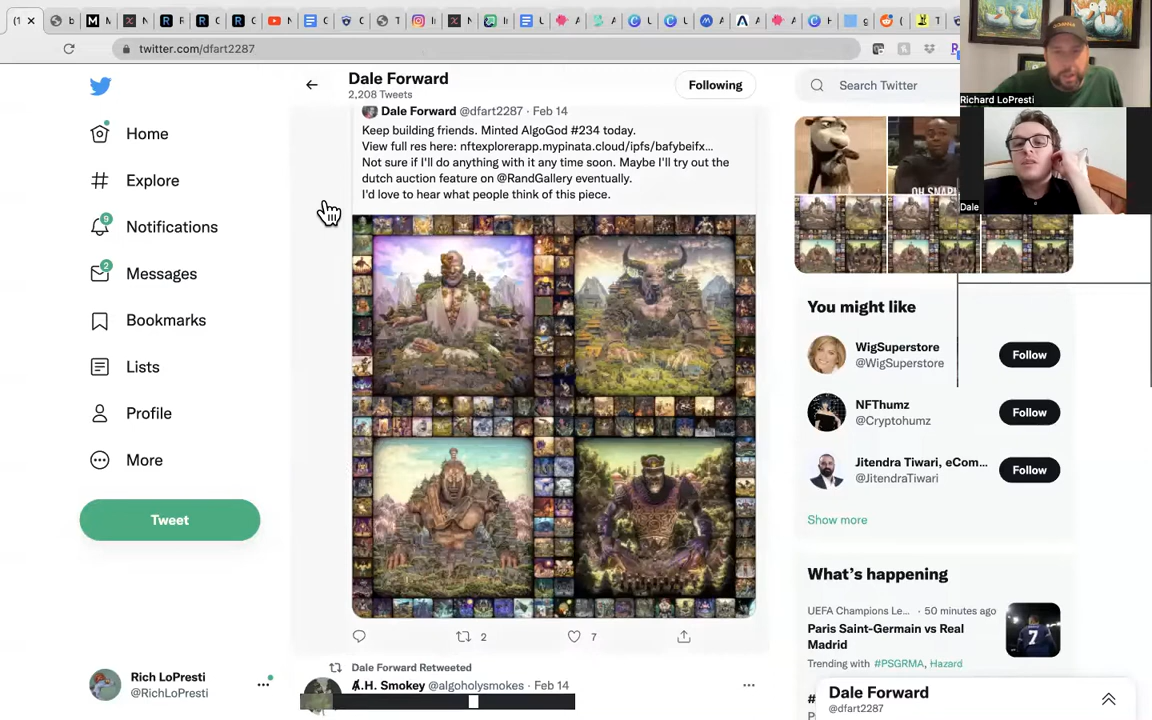 twitter.com/dfart2287
Home
Explore
9
Notifications
2
Messages
Bookmarks
Lists
Profile
More
Tweet
Rich LoPresti
@RichLoPresti
Dale Forward
2,208 Tweets
Following
Dale Forward @dfart2287 · Feb 14
Keep building friends. Minted AlgoGod #234 today.
View full res here: nftexplorerapp.mypinata.cloud/ipfs/bafybeifx...
Not sure if I'll do anything with it any time soon. Maybe I'll try out the
dutch auction feature on @RandGallery eventually.
I'd love to hear what people think of this piece.
2
7
Dale Forward Retweeted
A.H. Smokey @algoholysmokes · Feb 14
Search Twitter
Richard LoPresti
Dale
OH SNAP!
You might like
WigSuperstore
@WigSuperstore
Follow
NFThumz
@Cryptohumz
Follow
Jitendra Tiwari, eCom...
@JitendraTiwari
Follow
Show more
What's happening
UEFA Champions Le... · 50 minutes ago
Paris Saint-Germain vs Real
Madrid
Trending with #PSGRMA, Hazard
7
Dale Forward
@dfart2287